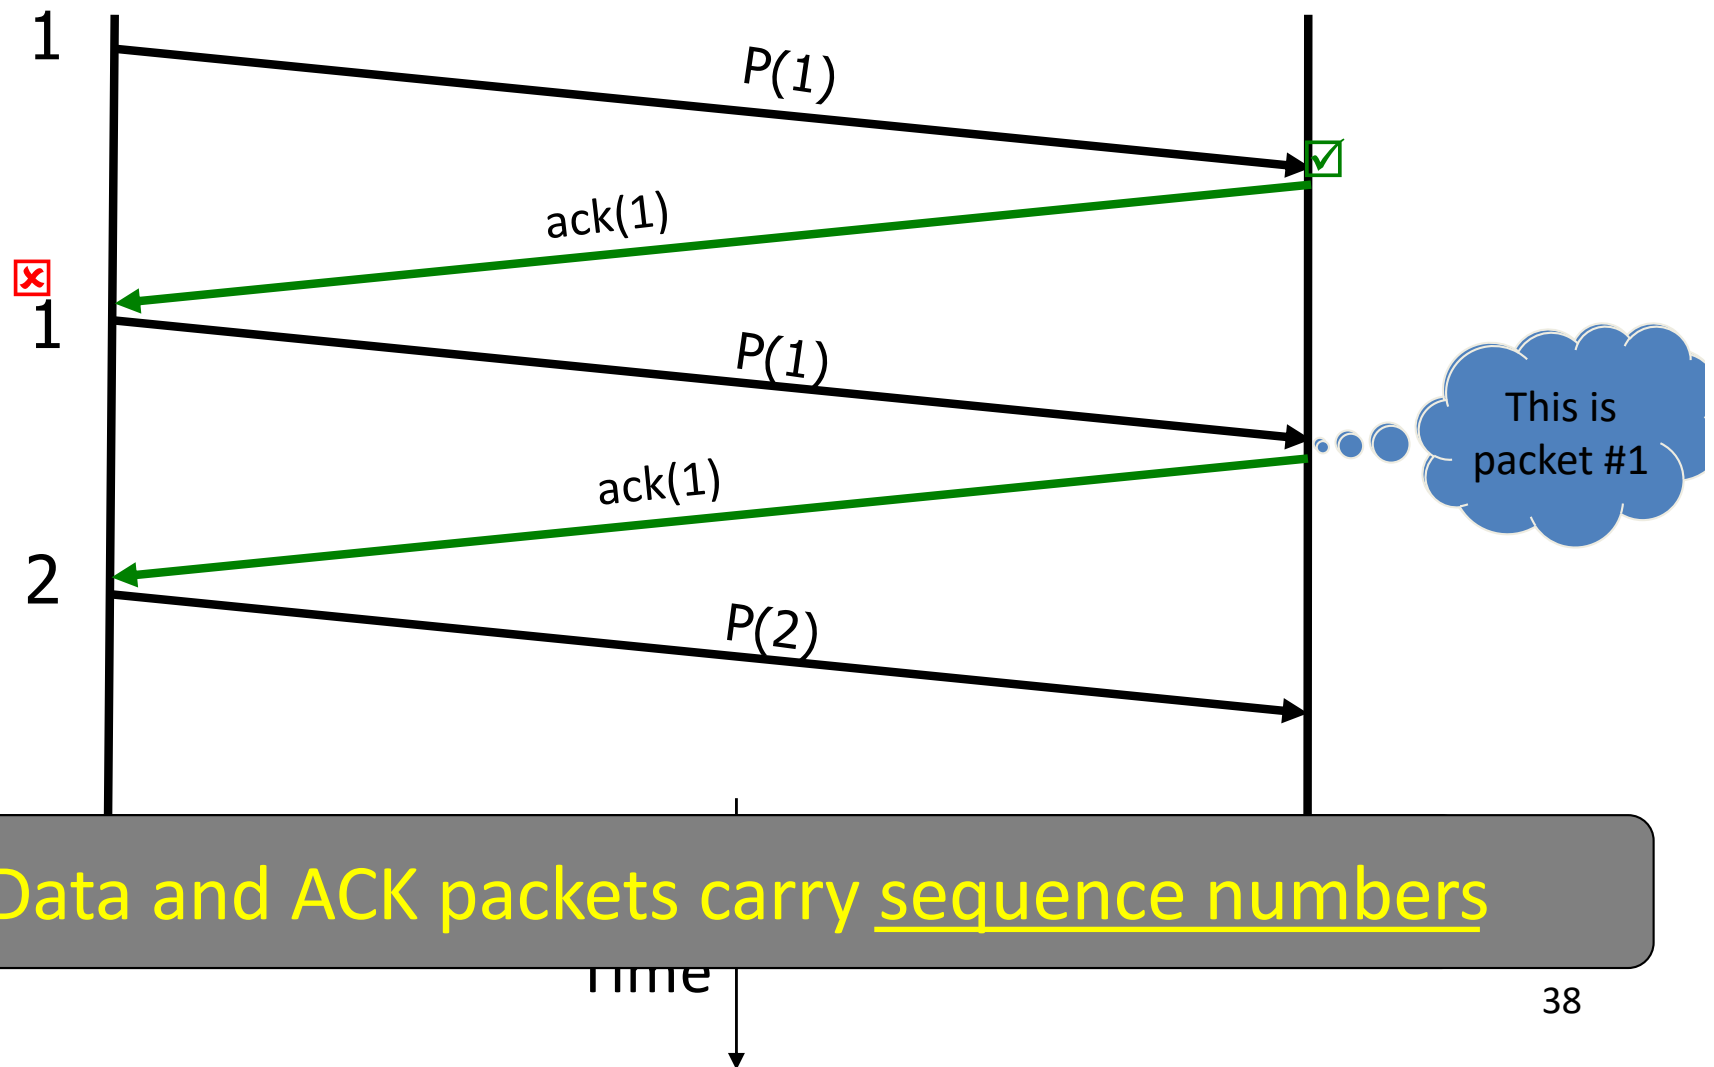 1
P(1)
ack(1)
1
P(1)
This is
packet #1
ack(1)
2
P(2)
Data and ACK packets carry sequence numbers
Time
38